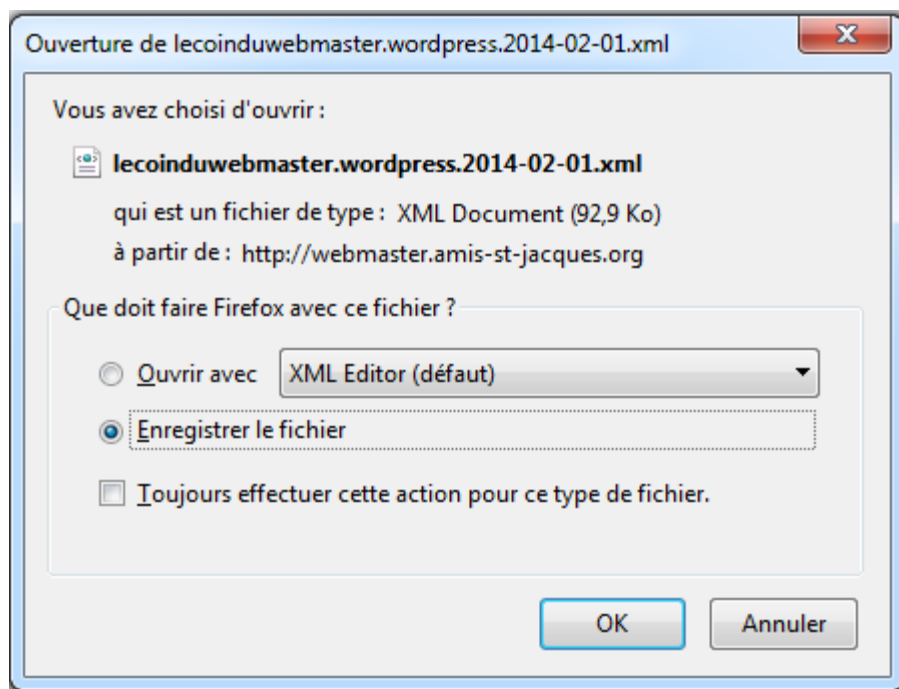 Ouverture de lecoinduwebmaster.wordpress.2014-02-01.xml
Vous avez choisi d'ouvrir :
lecoinduwebmaster.wordpress.2014-02-01.xml
qui est un fichier de type : XML Document (92,9 Ko)
à partir de : http://webmaster.amis-st-jacques.org
Que doit faire Firefox avec ce fichier ?
Ouvrir avec XML Editor (défaut)
Enregistrer le fichier
Toujours effectuer cette action pour ce type de fichier.
OK Annuler